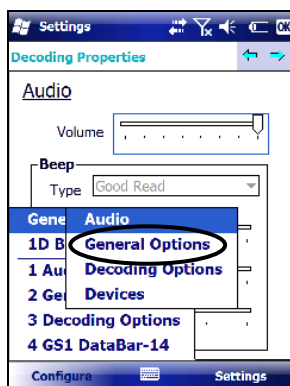 Settings OK
Decoding Properties
Audio
Volume
Beep
Type Good Read
Gene Audio
1D B General Options
1 Au Decoding Options
2 Ge Devices
3 Decoding Options
4 GS1 DataBar-14
Configure Settings